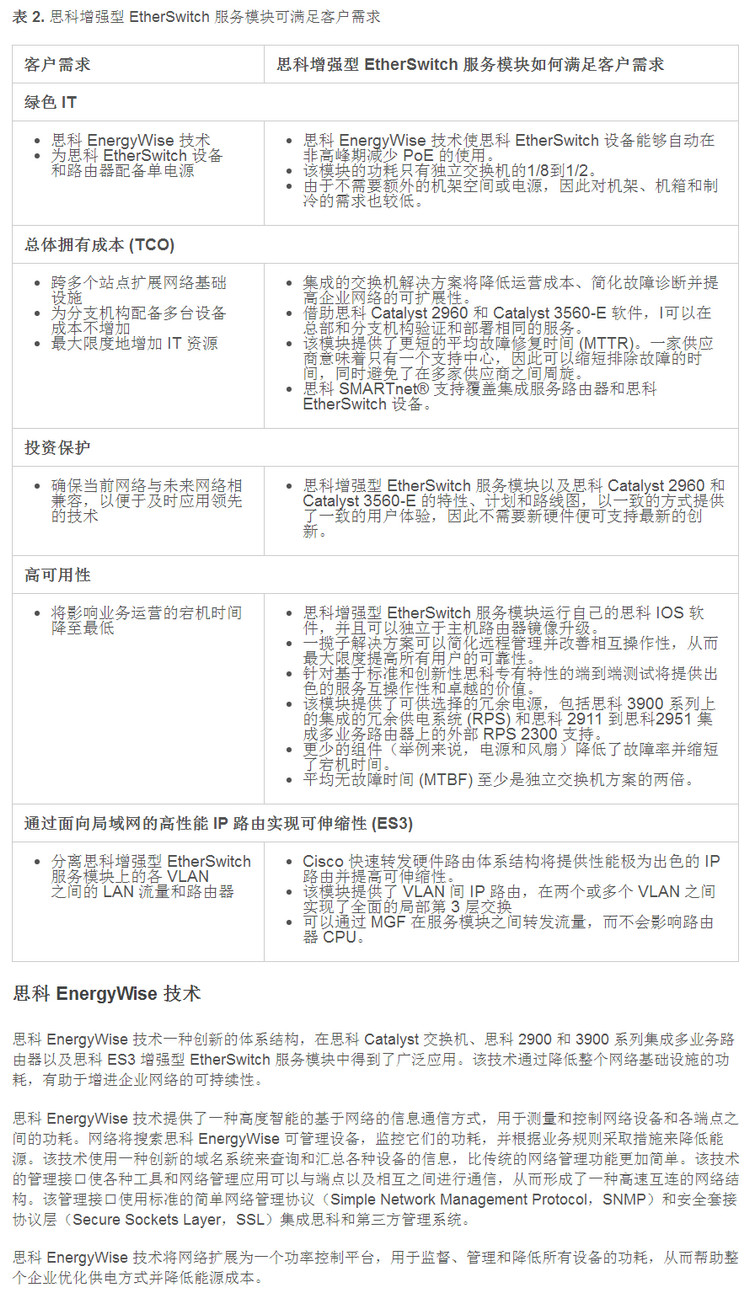 表 2. 思科增强型 EtherSwitch 服务模块可满足客户需求
客户需求
思科增强型 EtherSwitch 服务模块如何满足客户需求
绿色 IT
• 思科 EnergyWise 技术
• 为思科 EtherSwitch 设备
和路由器配备单电源
• 思科 EnergyWise 技术使思科 EtherSwitch 设备能够自动在
非高峰期减少 PoE 的使用。
• 该模块的功耗只有独立交换机的1/8到1/2。
• 由于不需要额外的机架空间或电源，因此对机架、机箱和制
冷的需求也较低。
总体拥有成本 (TCO)
• 跨多个站点扩展网络基础
设施
• 为分支机构配备多台设备
成本不增加
• 最大限度地增加 IT 资源
• 集成的交换机解决方案将降低运营成本、简化故障诊断并提
高企业网络的可扩展性。
• 借助思科 Catalyst 2960 和 Catalyst 3560-E 软件，I可以在
总部和分支机构验证和部署相同的服务。
• 该模块提供了更短的平均故障修复时间 (MTTR)。一家供应
商意味着只有一个支持中心，因此可以缩短排除故障的时
间，同时避免了在多家供应商之间周旋。
• 思科 SMARTnet® 支持覆盖集成服务路由器和思科
EtherSwitch 设备。
投资保护
• 确保当前网络与未来网络相
兼容，以便于及时应用领先
的技术
• 思科增强型 EtherSwitch 服务模块以及思科 Catalyst 2960 和
Catalyst 3560-E 的特性、计划和路线图，以一致的方式提供
了一致的用户体验，因此不需要新硬件便可支持最新的创
新。
高可用性
• 将影响业务运营的宕机时间
降至最低
• 思科增强型 EtherSwitch 服务模块运行自己的思科 IOS 软
件，并且可以独立于主机路由器镜像升级。
• 一揽子解决方案可以简化远程管理并改善相互操作性，从而
最大限度提高所有用户的可靠性。
• 针对基于标准和创新性思科专有特性的端到端测试将提供出
色的服务互操作性和卓越的价值。
• 该模块提供了可供选择的冗余电源，包括思科 3900 系列上
的集成的冗余供电系统 (RPS) 和思科 2911 到思科2951 集
成多业务路由器上的外部 RPS 2300 支持。
• 更少的组件（举例来说，电源和风扇）降低了故障率并缩短
了宕机时间。
• 平均无故障时间 (MTBF) 至少是独立交换机方案的两倍。
通过面向局域网的高性能 IP 路由实现可伸缩性 (ES3)
• 分离思科增强型 EtherSwitch
服务模块上的各 VLAN
之间的 LAN 流量和路由器
• Cisco 快速转发硬件路由体系结构将提供性能极为出色的 IP
路由并提高可伸缩性。
• 该模块提供了 VLAN 间 IP 路由，在两个或多个 VLAN 之间
实现了全面的局部第 3 层交换
• 可以通过 MGF 在服务模块之间转发流量，而不会影响路由
器 CPU。
思科 EnergyWise 技术
思科 EnergyWise 技术一种创新的体系结构，在思科 Catalyst 交换机、思科 2900 和 3900 系列集成多业务路
由器以及思科 ES3 增强型 EtherSwitch 服务模块中得到了广泛应用。该技术通过降低整个网络基础设施的功
耗，有助于增进企业网络的可持续性。
思科 EnergyWise 技术提供了一种高度智能的基于网络的信息通信方式，用于测量和控制网络设备和各端点之
间的功耗。网络将搜索思科 EnergyWise 可管理设备，监控它们的功耗，并根据业务规则采取措施来降低能
源。该技术使用一种创新的域名系统来查询和汇总各种设备的信息，比传统的网络管理功能更加简单。该技术
的管理接口使各种工具和网络管理应用可以与端点以及相互之间进行通信，从而形成了一种高速互连的网络结
构。该管理接口使用标准的简单网络管理协议（Simple Network Management Protocol，SNMP）和安全套接
协议层（Secure Sockets Layer，SSL）集成思科和第三方管理系统。
思科 EnergyWise 技术将网络扩展为一个功率控制平台，用于监督、管理和降低所有设备的功耗，从而帮助整
个企业优化供电方式并降低能源成本。